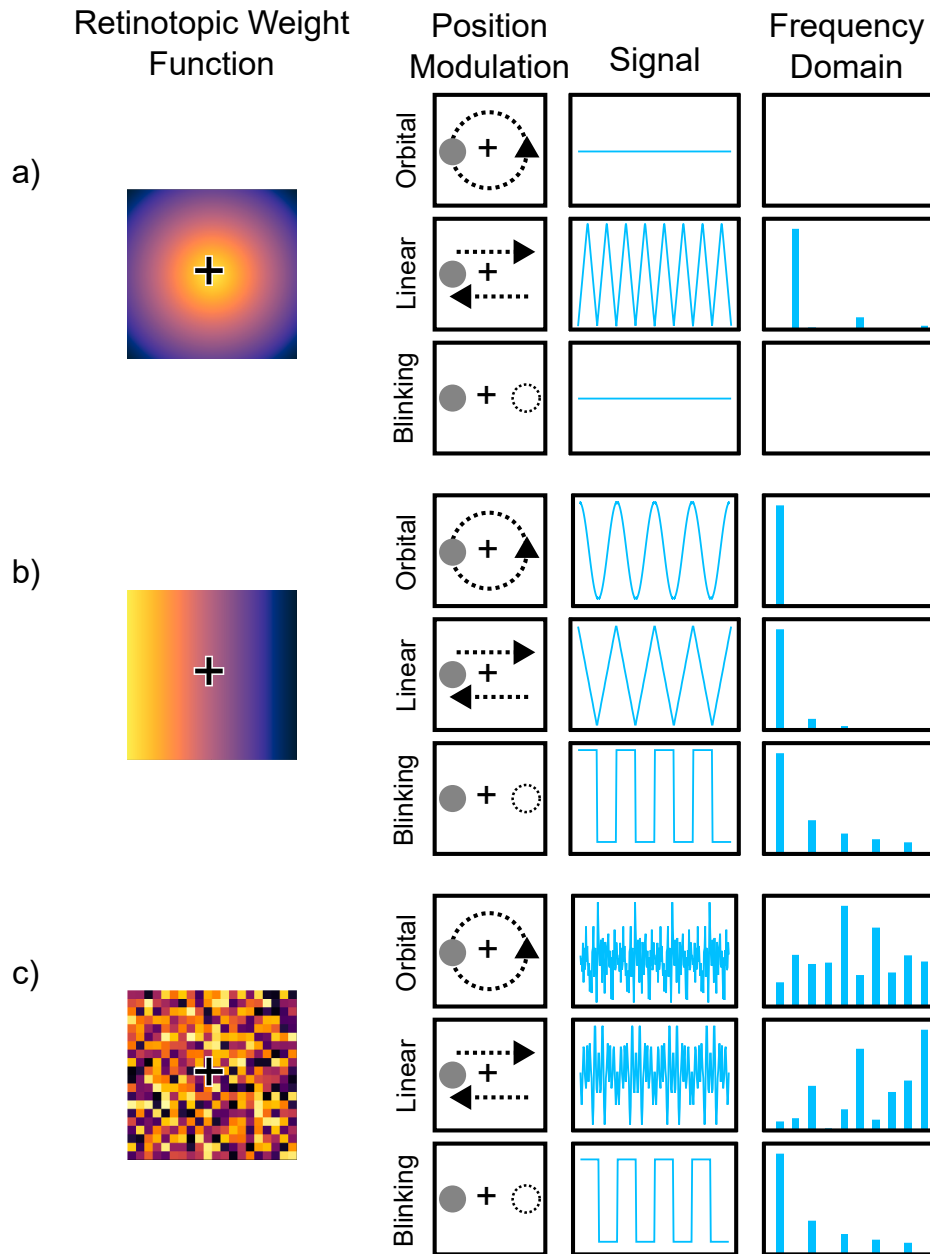 Retinotopic Weight
Function
Position
Modulation
Signal
Frequency
Domain
a)
Orbital
Linear
Blinking
b)
Orbital
Linear
Blinking
c)
Orbital
Linear
Blinking